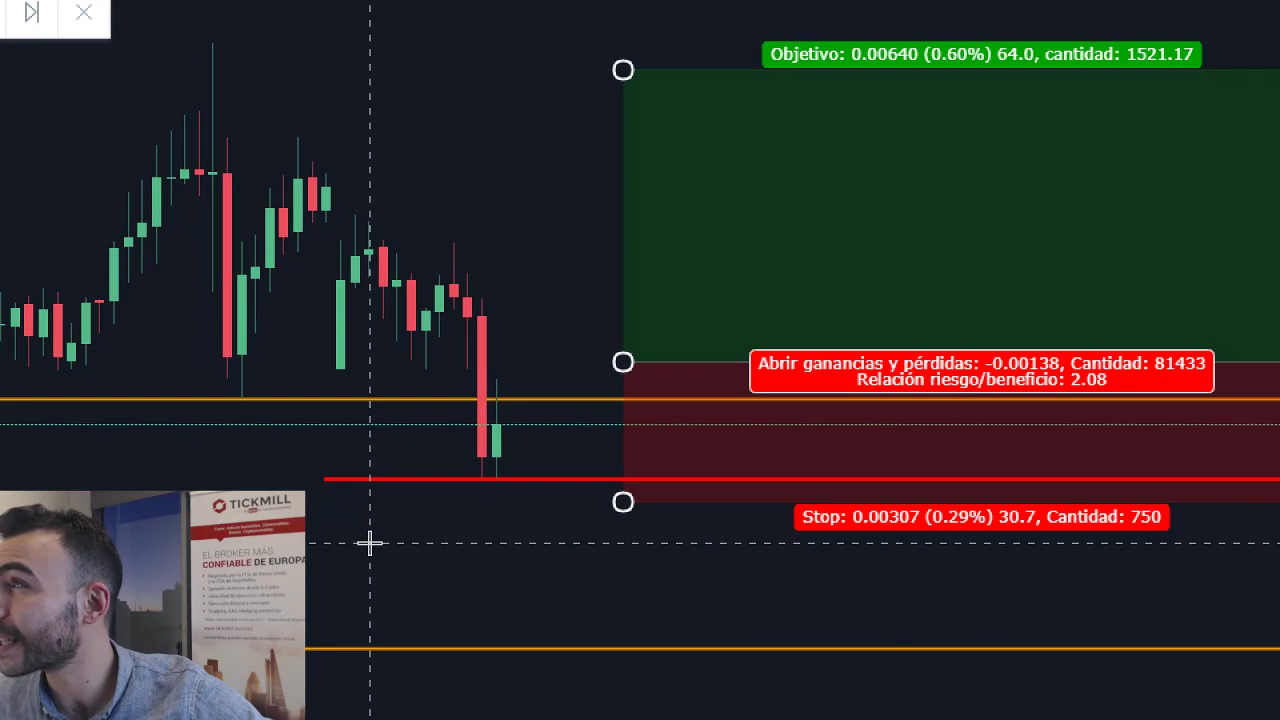 Objetivo: 0.00640 (0.60%) 64.0, cantidad: 1521.17
Abrir ganancias y pérdidas: -0.00138, Cantidad: 81433
Relación riesgo/beneficio: 2.08
Stop: 0.00307 (0.29%) 30.7, Cantidad: 750
TICKMILL
EL BROKER MÁS
CONFIABLE DE EUROPA